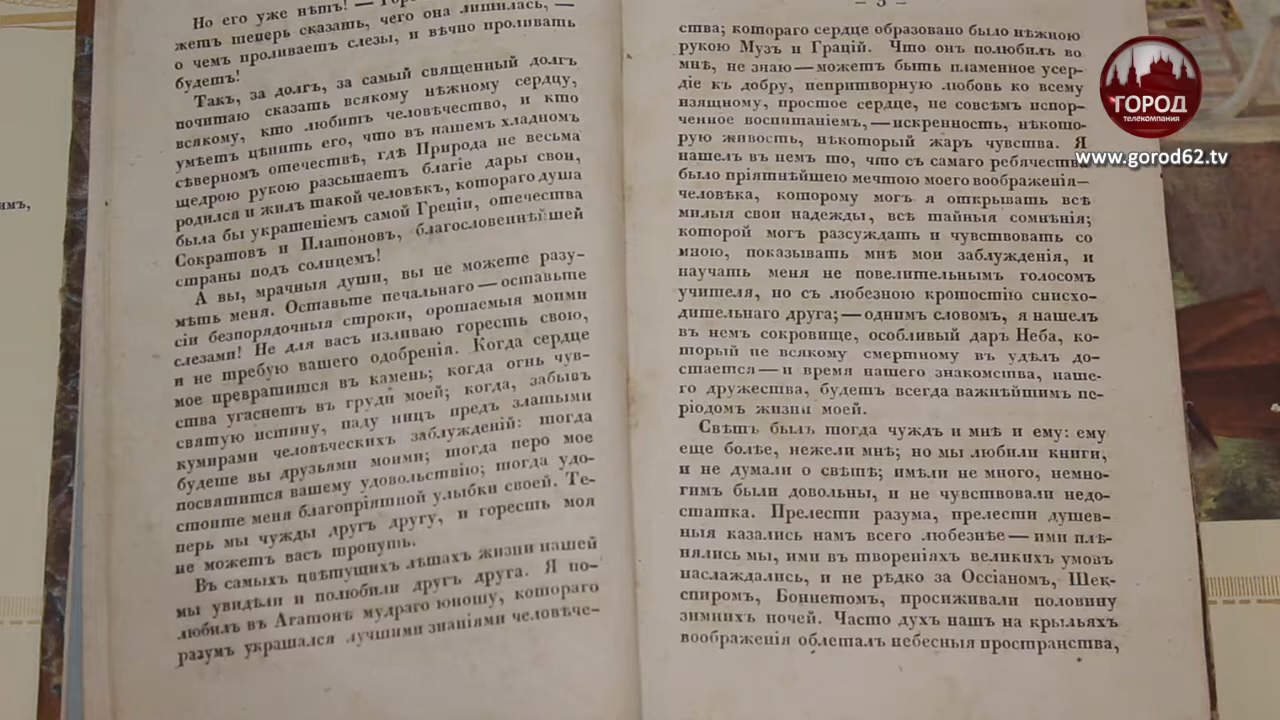 Но его уже нѣтъ! —
жетъ теперь сказать, чего она лишилась, —
о чемъ проливаетъ слезы, и вѣчно проливать
будетъ!
Такъ, за долгъ, за самый священный долгъ
почитаю сказать всякому нѣжному сердцу,
всякому, кто любитъ человѣчество, и кто
умѣетъ цѣнить его, что въ нашемъ хладномъ
сѣверномъ отечествѣ, гдѣ Природа не весьма
щедрою рукою разсыпаетъ благіе дары свои,
родился и жилъ такой человѣкъ, котораго душа
была бы украшеніемъ самой Греціи, отечества
Сократовъ и Платоновъ, благословеннѣйшей
страны подъ солнцемъ!
А вы, мрачныя души, вы не можете разу-
мѣть меня. Оставьте печальнаго — оставьте
сіи безпорядочныя строки, орошаемыя моими
слезами! Не для васъ изливаю горесть свою,
и не требую вашего одобренія. Когда сердце
мое превратится въ камень; когда огнь чув-
ства угаснетъ въ груди моей; когда, забывъ
святую истину, паду ницъ предъ златыми
кумирами человѣческихъ заблужденій: тогда
будете вы друзьями моими; тогда перо мое
посвятится вашему удовольствію; тогда удо-
стоите меня благопріятной улыбки своей. Те-
перь мы чужды другъ другу, и горесть моя
не можетъ васъ тронуть.
Въ самыхъ цвѣтущихъ лѣтахъ жизни нашей
мы увидѣли и полюбили другъ друга. Я по-
любилъ въ Агатонѣ мудраго юношу, котораго
разумъ украшался лучшими знаніями человѣче-
имъ,
ства; котораго сердце образовано было нѣжною
рукою Музъ и Грацій. Что онъ полюбилъ во
мнѣ, не знаю — можетъ быть пламенное усер-
діе къ добру, непритворную любовь ко всему
изящному, простое сердце, не совсѣмъ испор-
ченное воспитаніемъ, — искренность, нѣкото-
рую живость, нѣкоторый жаръ чувства. Я
нашелъ въ немъ то, что съ самаго ребячества
было пріятнѣйшею мечтою моего воображенія —
человѣка, которому могъ я открывать всѣ
милыя свои надежды, всѣ тайныя сомнѣнія;
которой могъ разсуждать и чувствовать со
мною, показывать мнѣ мои заблужденія, и
научать меня не повелительнымъ голосомъ
учителя, но съ любезною кротостію снисхо-
дительнаго друга; — однимъ словомъ, я нашелъ
въ немъ сокровище, особливый даръ Неба, ко-
торый не всякому смертному въ удѣлъ до-
стается — и время нашего знакомства, наше-
го дружества, будетъ всегда важнѣйшимъ пе-
ріодомъ жизни моей.
Свѣтъ былъ тогда чуждъ и мнѣ и ему: ему
еще болѣе, нежели мнѣ; но мы любили книги,
и не думали о свѣтѣ; имѣли не много, немно-
гимъ были довольны, и не чувствовали недо-
статка. Прелести разума, прелести душев-
ныя казались намъ всего любезнѣе — ими плѣ-
нялись мы, ими въ твореніяхъ великихъ умовъ
наслаждались, и не рѣдко за Оссіаномъ, Шек-
спиромъ, Боннетомъ, просиживали половину
зимнихъ ночей. Часто духъ нашъ на крыльяхъ
воображенія облеталъ небесныя пространства,
*
ГОРОД
телекомпания
www.gorod62.tv